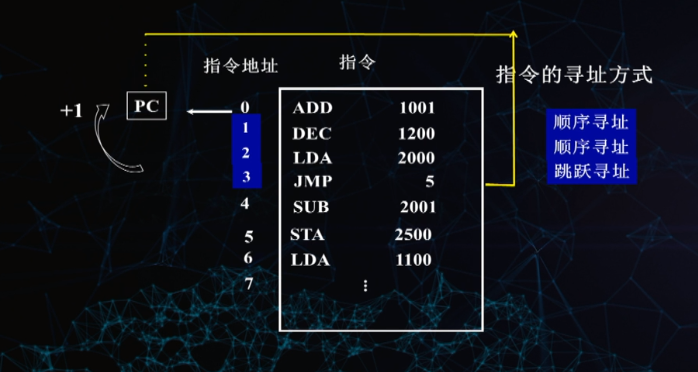 指令地址 指令 指令的寻址方式
+1 PC 0 ADD 1001
1 DEC 1200 顺序寻址
2 LDA 2000 顺序寻址
3 JMP 5 跳跃寻址
4 SUB 2001
5 STA 2500
6 LDA 1100
7 ⋮